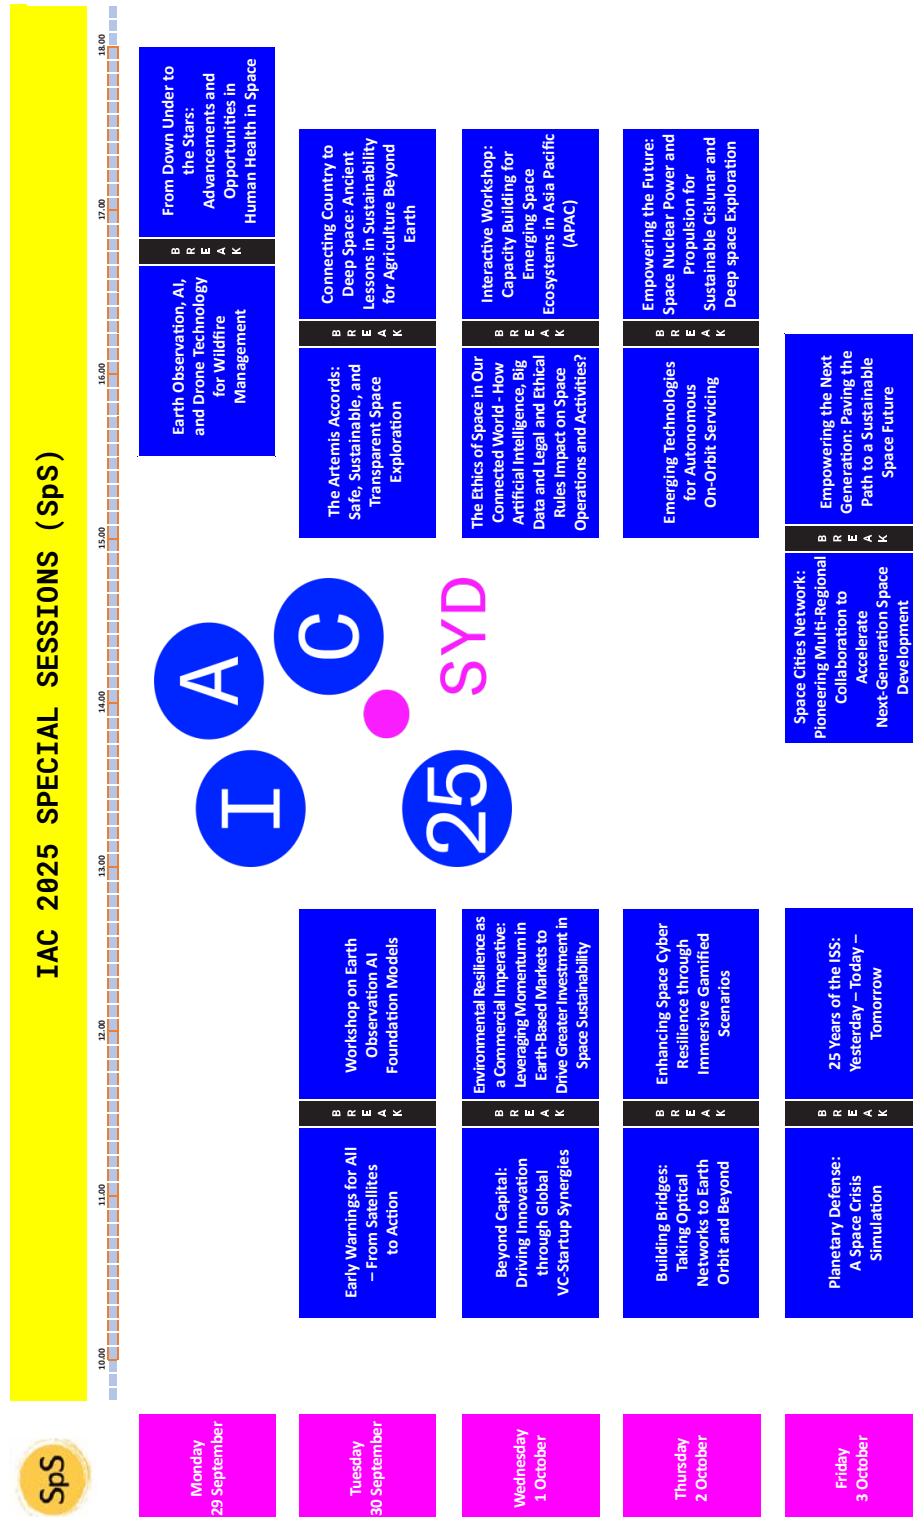 SpS
IAC 2025 SPECIAL SESSIONS (SpS)
10.00
11.00
12.00
13.00
14.00
15.00
16.00
17.00
18.00
Monday
29 September
Earth Observation, AI,
and Drone Technology
for Wildfire
Management
BREAK
From Down Under to
the Stars:
Advancements and
Opportunities in
Human Health in Space
Tuesday
30 September
Early Warnings for All
– From Satellites
to Action
BREAK
Workshop on Earth
Observation AI
Foundation Models
The Artemis Accords:
Safe, Sustainable, and
Transparent Space
Exploration
BREAK
Connecting Country to
Deep Space: Ancient
Lessons in Sustainability
for Agriculture Beyond
Earth
Wednesday
1 October
Beyond Capital:
Driving Innovation
through Global
VC-Startup Synergies
BREAK
Environmental Resilience as
a Commercial Imperative:
Leveraging Momentum in
Earth-Based Markets to
Drive Greater Investment in
Space Sustainability
The Ethics of Space in Our
Connected World - How
Artificial Intelligence, Big
Data and Legal and Ethical
Rules Impact on Space
Operations and Activities?
BREAK
Interactive Workshop:
Capacity Building for
Emerging Space
Ecosystems in Asia Pacific
(APAC)
Thursday
2 October
Building Bridges:
Taking Optical
Networks to Earth
Orbit and Beyond
BREAK
Enhancing Space Cyber
Resilience through
Immersive Gamified
Scenarios
Emerging Technologies
for Autonomous
On-Orbit Servicing
BREAK
Empowering the Future:
Space Nuclear Power and
Propulsion for
Sustainable Cislunar and
Deep space Exploration
Friday
3 October
Planetary Defense:
A Space Crisis
Simulation
BREAK
25 Years of the ISS:
Yesterday – Today –
Tomorrow
Space Cities Network:
Pioneering Multi-Regional
Collaboration to
Accelerate
Next-Generation Space
Development
BREAK
Empowering the Next
Generation: Paving the
Path to a Sustainable
Space Future
I
A
C
25
SYD